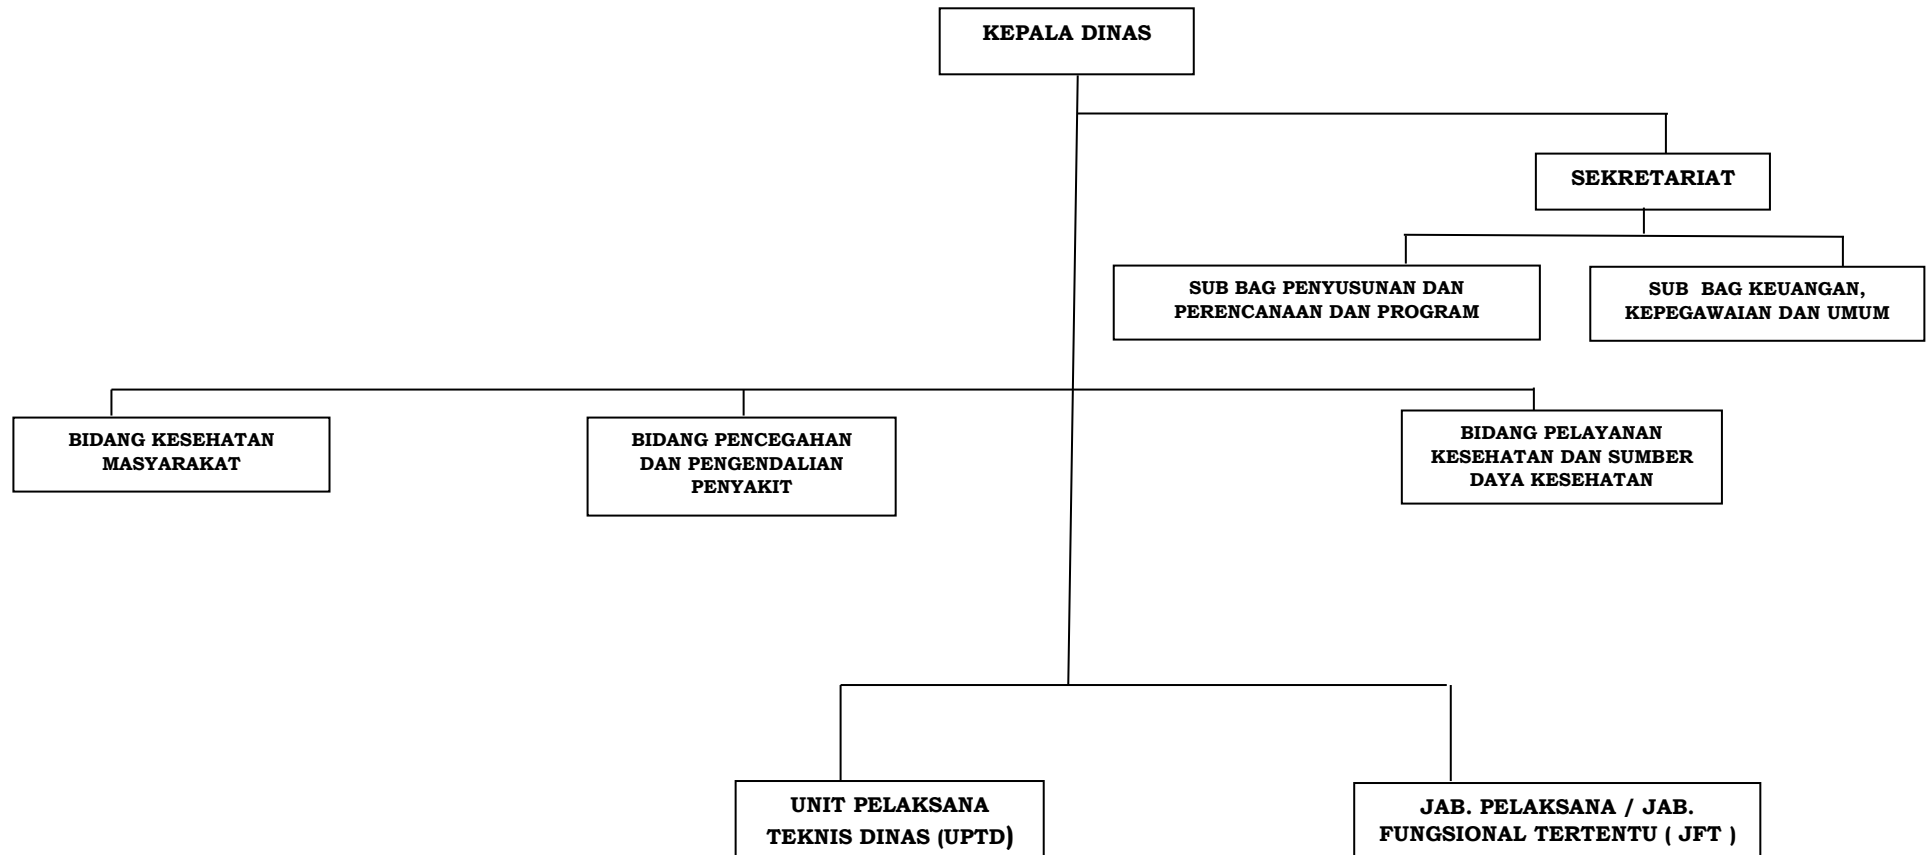 KEPALA DINAS
SEKRETARIAT
SUB BAG PENYUSUNAN DAN
PERENCANAAN DAN PROGRAM
SUB BAG KEUANGAN,
KEPEGAWAIAN DAN UMUM
BIDANG KESEHATAN
MASYARAKAT
BIDANG PENCEGAHAN
DAN PENGENDALIAN
PENYAKIT
BIDANG PELAYANAN
KESEHATAN DAN SUMBER
DAYA KESEHATAN
UNIT PELAKSANA
TEKNIS DINAS (UPTD)
JAB. PELAKSANA / JAB.
FUNGSIONAL TERTENTU ( JFT )